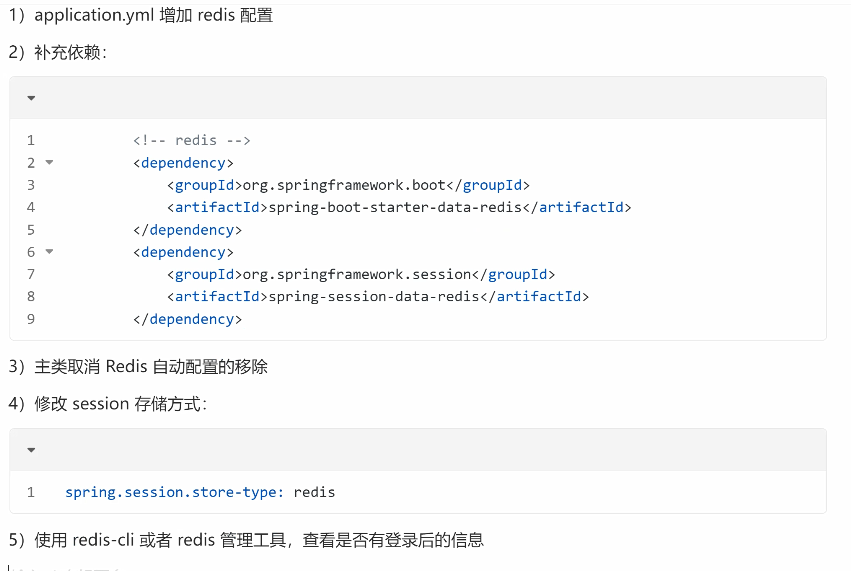 1）application.yml 增加 redis 配置
2）补充依赖：
1 <!-- redis -->
2 <dependency>
3 <groupId>org.springframework.boot</groupId>
4 <artifactId>spring-boot-starter-data-redis</artifactId>
5 </dependency>
6 <dependency>
7 <groupId>org.springframework.session</groupId>
8 <artifactId>spring-session-data-redis</artifactId>
9 </dependency>
3）主类取消 Redis 自动配置的移除
4）修改 session 存储方式：
1 spring.session.store-type: redis
5）使用 redis-cli 或者 redis 管理工具，查看是否有登录后的信息